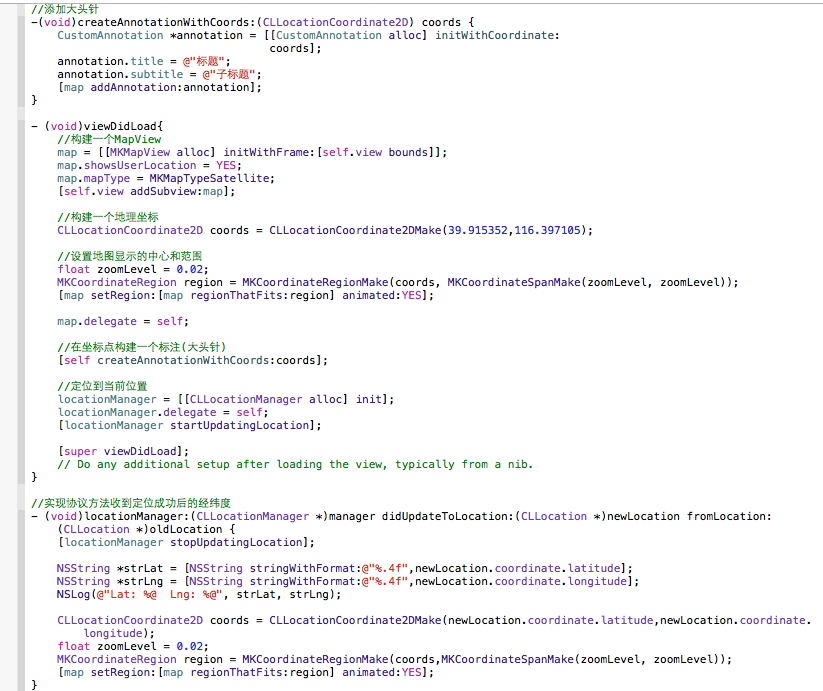 //添加大头针
-(void)createAnnotationWithCoords:(CLLocationCoordinate2D) coords {
    CustomAnnotation *annotation = [[CustomAnnotation alloc] initWithCoordinate:
                                    coords];
    annotation.title = @"标题";
    annotation.subtitle = @"子标题";
    [map addAnnotation:annotation];
}

- (void)viewDidLoad{
    //构建一个MapView
    map = [[MKMapView alloc] initWithFrame:[self.view bounds]];
    map.showsUserLocation = YES;
    map.mapType = MKMapTypeSatellite;
    [self.view addSubview:map];

    //构建一个地理坐标
    CLLocationCoordinate2D coords = CLLocationCoordinate2DMake(39.915352,116.397105);

    //设置地图显示的中心和范围
    float zoomLevel = 0.02;
    MKCoordinateRegion region = MKCoordinateRegionMake(coords, MKCoordinateSpanMake(zoomLevel, zoomLevel));
    [map setRegion:[map regionThatFits:region] animated:YES];

    map.delegate = self;

    //在坐标点构建一个标注(大头针)
    [self createAnnotationWithCoords:coords];

    //定位到当前位置
    locationManager = [[CLLocationManager alloc] init];
    locationManager.delegate = self;
    [locationManager startUpdatingLocation];

    [super viewDidLoad];
    // Do any additional setup after loading the view, typically from a nib.
}

//实现协议方法收到定位成功后的经纬度
- (void)locationManager:(CLLocationManager *)manager didUpdateToLocation:(CLLocation *)newLocation fromLocation:
    (CLLocation *)oldLocation {
    [locationManager stopUpdatingLocation];

    NSString *strLat = [NSString stringWithFormat:@"%.4f",newLocation.coordinate.latitude];
    NSString *strLng = [NSString stringWithFormat:@"%.4f",newLocation.coordinate.longitude];
    NSLog(@"Lat: %@  Lng: %@", strLat, strLng);

    CLLocationCoordinate2D coords = CLLocationCoordinate2DMake(newLocation.coordinate.latitude,newLocation.coordinate.
        longitude);
    float zoomLevel = 0.02;
    MKCoordinateRegion region = MKCoordinateRegionMake(coords,MKCoordinateSpanMake(zoomLevel, zoomLevel));
    [map setRegion:[map regionThatFits:region] animated:YES];
}